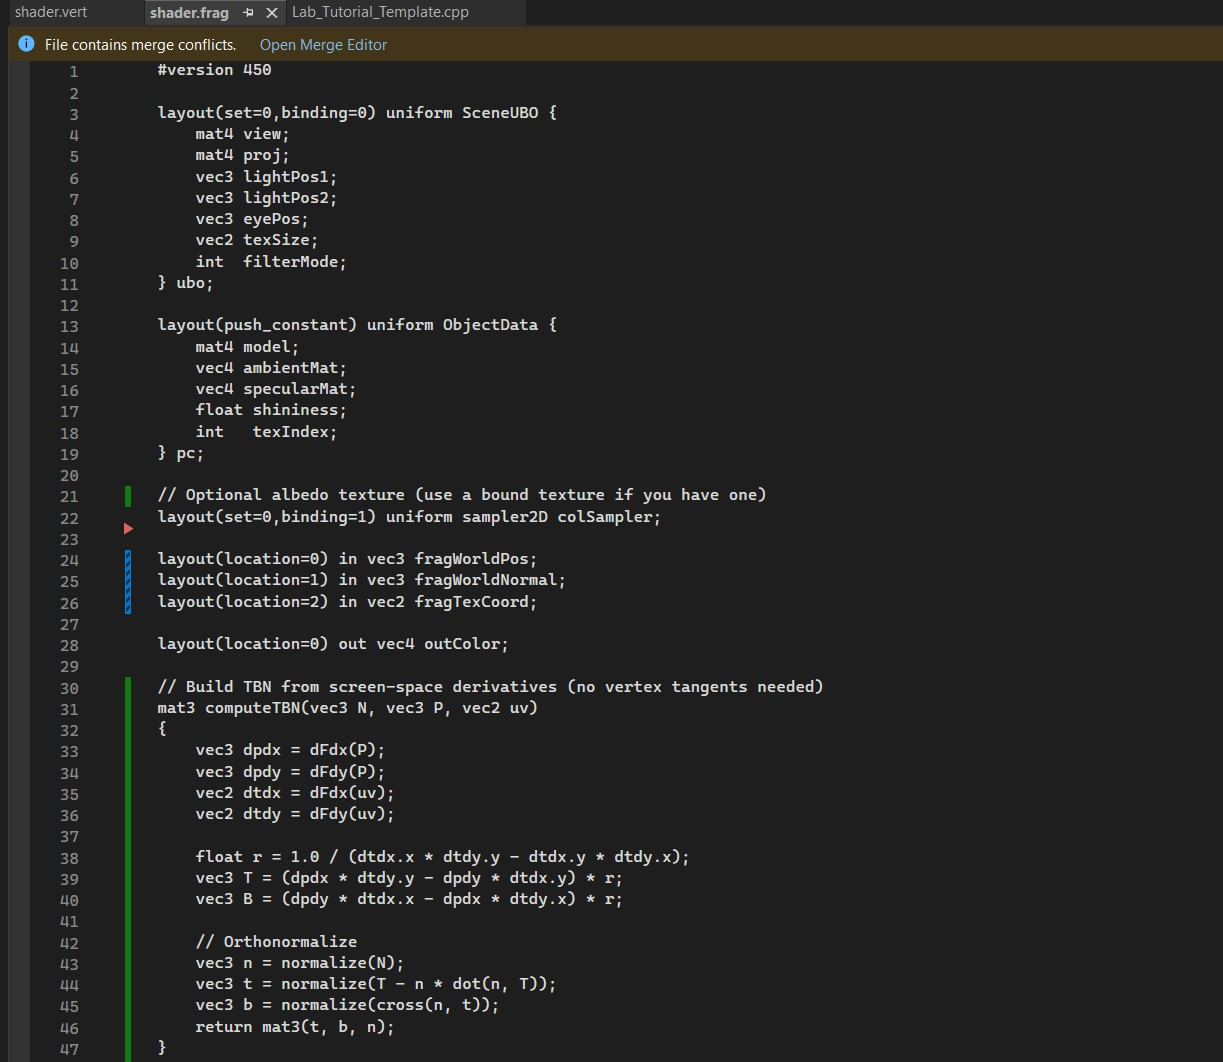 shader.vert shader.frag Lab_Tutorial_Template.cpp
File contains merge conflicts. Open Merge Editor
1 #version 450
2
3 layout(set=0,binding=0) uniform SceneUBO {
4     mat4 view;
5     mat4 proj;
6     vec3 lightPos1;
7     vec3 lightPos2;
8     vec3 eyePos;
9     vec2 texSize;
10     int  filterMode;
11 } ubo;
12
13 layout(push_constant) uniform ObjectData {
14     mat4 model;
15     vec4 ambientMat;
16     vec4 specularMat;
17     float shininess;
18     int   texIndex;
19 } pc;
20
21 // Optional albedo texture (use a bound texture if you have one)
22 layout(set=0,binding=1) uniform sampler2D colSampler;
23
24 layout(location=0) in vec3 fragWorldPos;
25 layout(location=1) in vec3 fragWorldNormal;
26 layout(location=2) in vec2 fragTexCoord;
27
28 layout(location=0) out vec4 outColor;
29
30 // Build TBN from screen-space derivatives (no vertex tangents needed)
31 mat3 computeTBN(vec3 N, vec3 P, vec2 uv)
32 {
33     vec3 dpdx = dFdx(P);
34     vec3 dpdy = dFdy(P);
35     vec2 dtdx = dFdx(uv);
36     vec2 dtdy = dFdy(uv);
37
38     float r = 1.0 / (dtdx.x * dtdy.y - dtdx.y * dtdy.x);
39     vec3 T = (dpdx * dtdy.y - dpdy * dtdx.y) * r;
40     vec3 B = (dpdy * dtdx.x - dpdx * dtdy.x) * r;
41
42     // Orthonormalize
43     vec3 n = normalize(N);
44     vec3 t = normalize(T - n * dot(n, T));
45     vec3 b = normalize(cross(n, t));
46     return mat3(t, b, n);
47 }